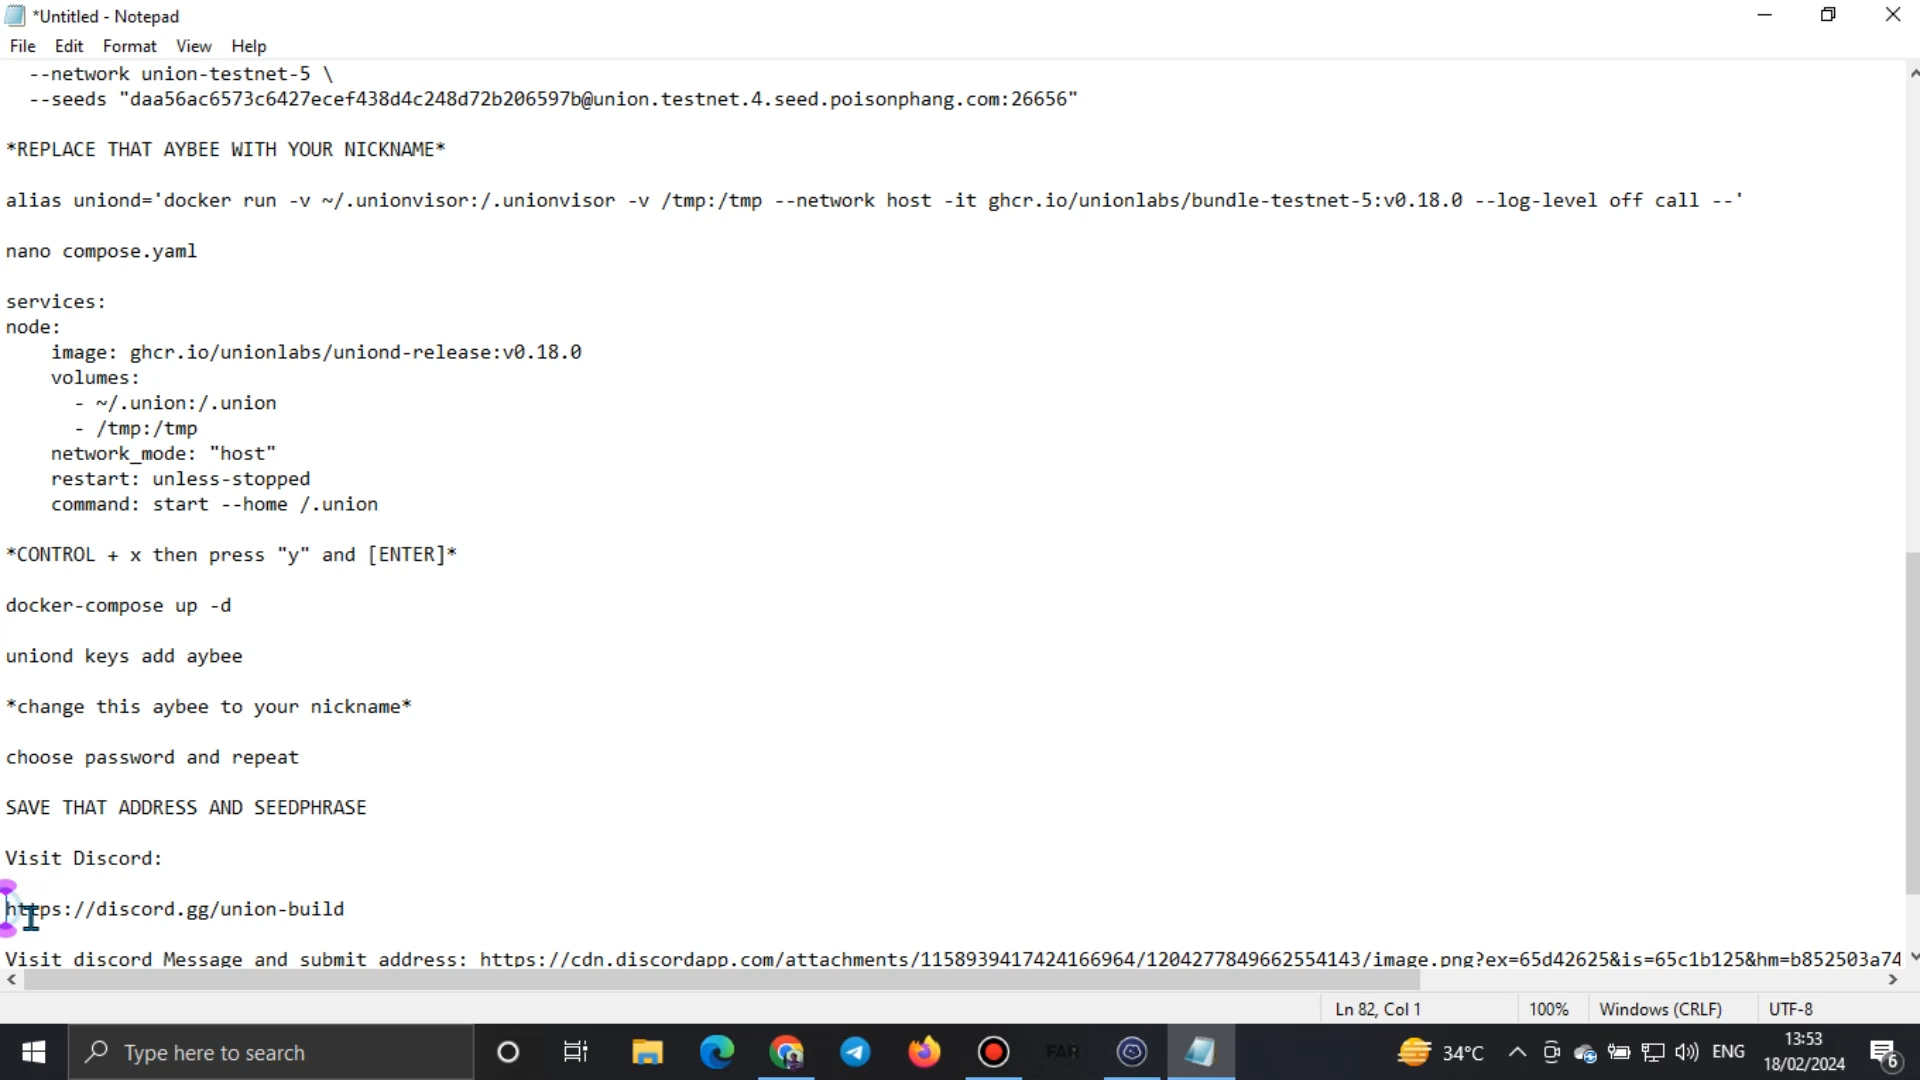 *Untitled - Notepad
File Edit Format View Help
--network union-testnet-5 \
--seeds "daa56ac6573c6427ecef438d4c248d72b206597b@union.testnet.4.seed.poisonphang.com:26656"
*REPLACE THAT AYBEE WITH YOUR NICKNAME*
alias uniond='docker run -v ~/.unionvisor:/.unionvisor -v /tmp:/tmp --network host -it ghcr.io/unionlabs/bundle-testnet-5:v0.18.0 --log-level off call --'
nano compose.yaml
services:
node:
image: ghcr.io/unionlabs/uniond-release:v0.18.0
volumes:
- ~/.union:/.union
- /tmp:/tmp
network_mode: "host"
restart: unless-stopped
command: start --home /.union
*CONTROL + x then press "y" and [ENTER]*
docker-compose up -d
uniond keys add aybee
*change this aybee to your nickname*
choose password and repeat
SAVE THAT ADDRESS AND SEEDPHRASE
Visit Discord:
https://discord.gg/union-build
Visit discord Message and submit address: https://cdn.discordapp.com/attachments/1158939417424166964/1204277849662554143/image.png?ex=65d42625&is=65c1b125&hm=b852503a74
Ln 82, Col 1
100%
Windows (CRLF)
UTF-8
Type here to search
FAR
34°C
ENG
13:53
18/02/2024
6